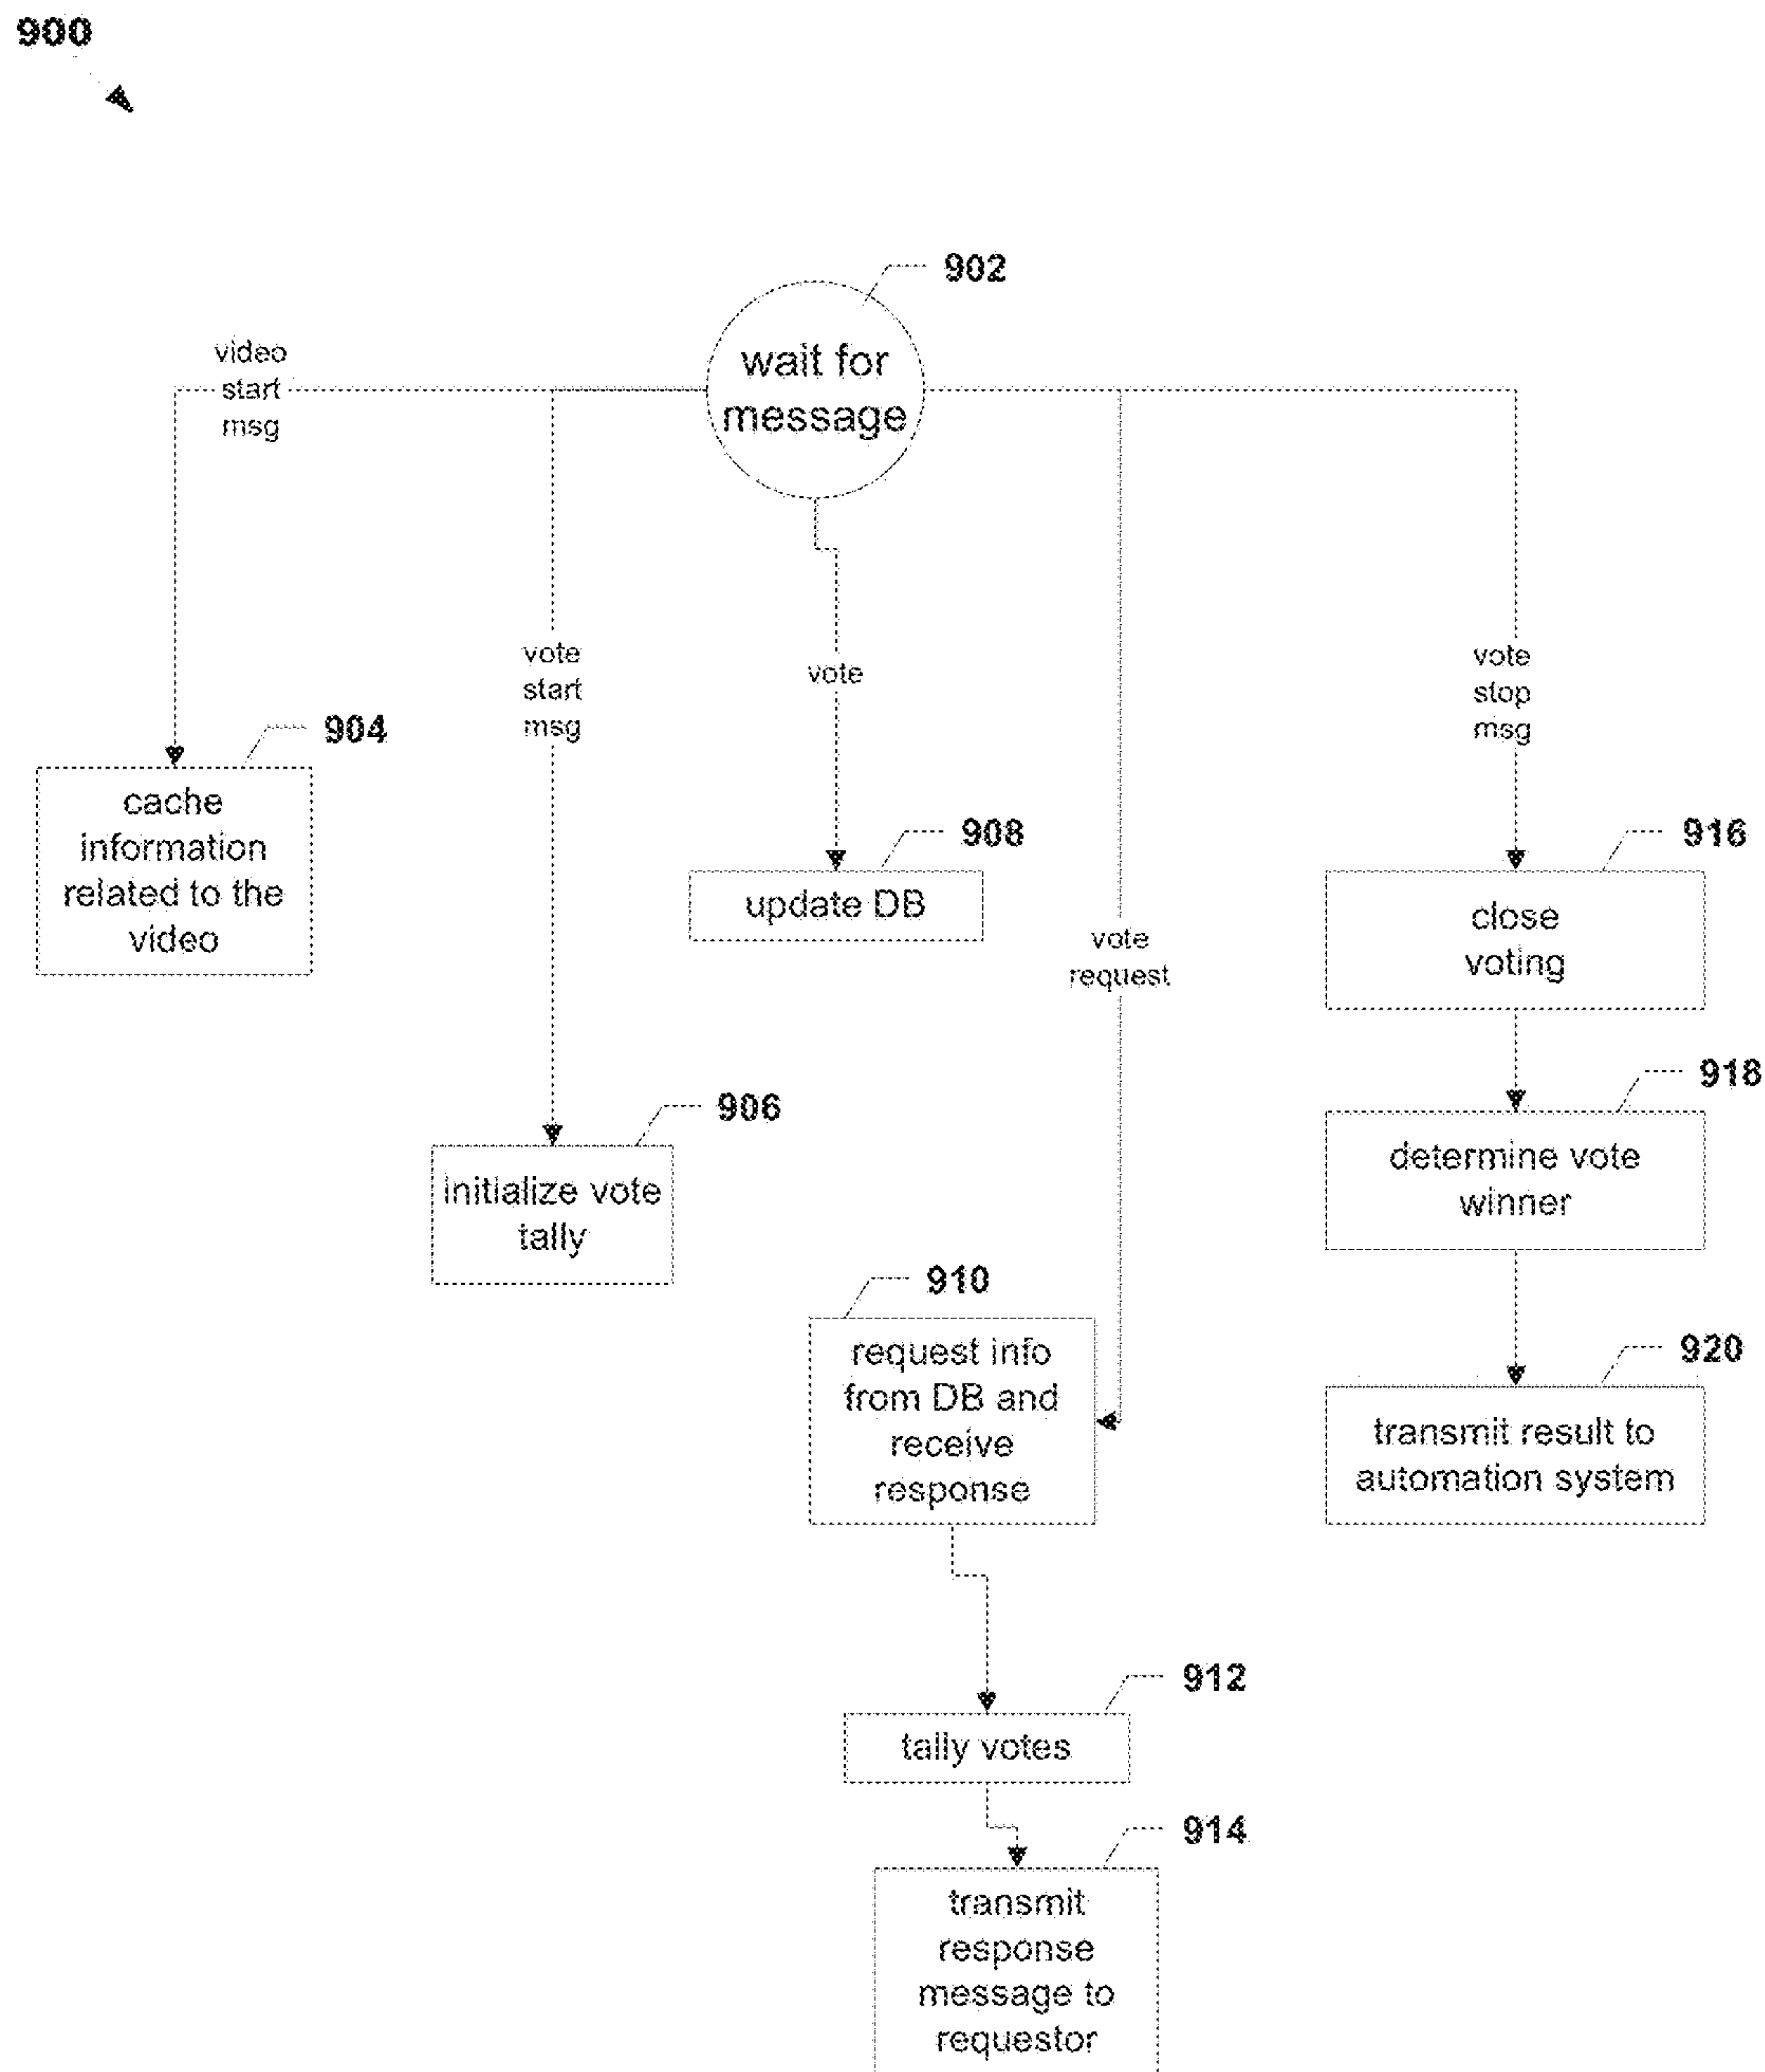 900
902
wait for
message
video
start
msg
vote
start
msg
vote
vote
stop
msg
904
cache
information
related to the
video
908
update DB
916
close
voting
vote
request
906
initialize vote
tally
918
determine vote
winner
910
request info
from DB and
receive
response
920
transmit result to
automation system
912
tally votes
914
transmit
response
message to
requestor